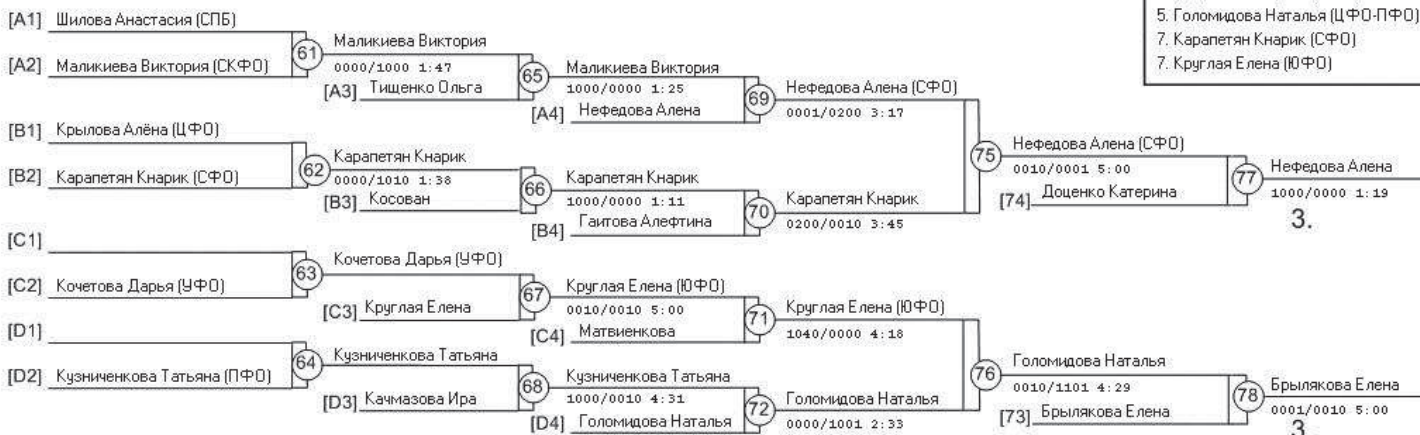 5. Голомидова Наталья (ЦФО-ПФО)
7. Карапетян Кнарик (СФО)
7. Круглая Елена (ЮФО)
[A1] Шилова Анастасия (СПБ)
61 Маликиева Виктория
[A2] Маликиева Виктория (СКФО)
0000/1000 1:47
65 Маликиева Виктория
[A3] Тищенко Ольга
1000/0000 1:25
69 Нефедова Алена (СФО)
[A4] Нефедова Алена
0001/0200 3:17
[B1] Крылова Алёна (ЦФО)
75 Нефедова Алена (СФО)
62 Карапетян Кнарик
0010/0001 5:00
77 Нефедова Алена
[B2] Карапетян Кнарик (СФО)
0000/1010 1:38
66 Карапетян Кнарик
[74] Доценко Катерина
1000/0000 1:19
[B3] Косован
1000/0000 1:11
70 Карапетян Кнарик
3.
[B4] Гаитова Алефтина
0200/0010 3:45
[C1]
63 Кочетова Дарья (УФО)
[C2] Кочетова Дарья (УФО)
67 Круглая Елена (ЮФО)
[C3] Круглая Елена
0010/0010 5:00
71 Круглая Елена (ЮФО)
[C4] Матвиенкова
1040/0000 4:18
[D1]
64 Кузниченкова Татьяна
76 Голомидова Наталья
[D2] Кузниченкова Татьяна (ПФО)
68 Кузниченкова Татьяна
0010/1101 4:29
78 Брылякова Елена
[D3] Качмазова Ира
1000/0010 4:31
72 Голомидова Наталья
[73] Брылякова Елена
0001/0010 5:00
[D4] Голомидова Наталья
0000/1001 2:33
3.